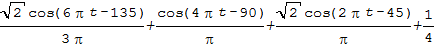 √2 cos(6 π t-135)/3 π + cos(4 π t-90)/π + √2 cos(2 π t-45)/π + 1/4